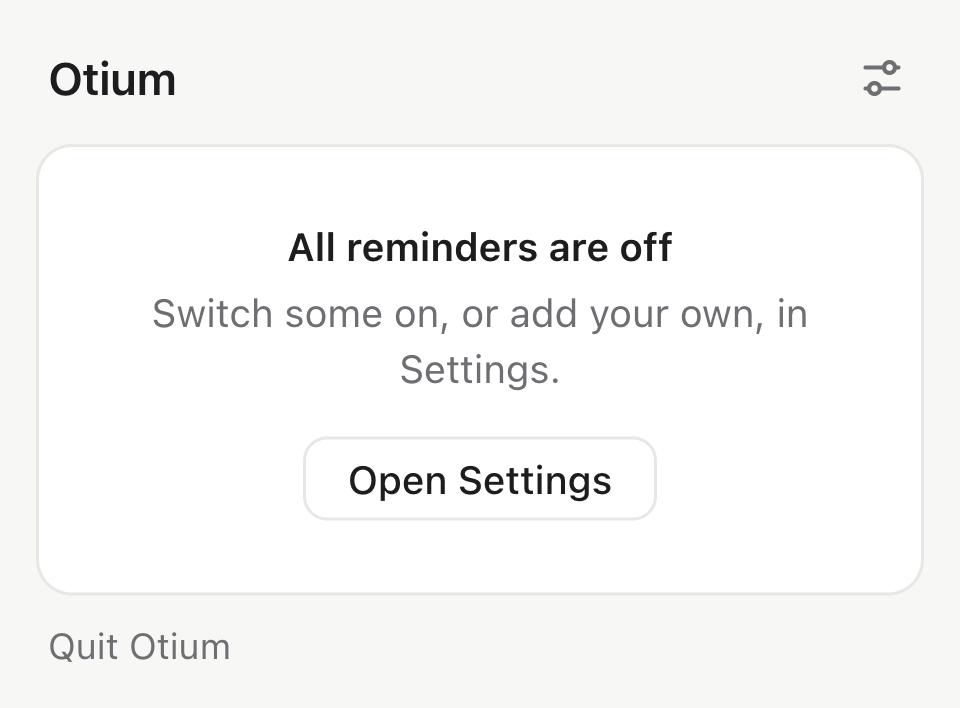 Otium
All reminders are off
Switch some on, or add your own, in
Settings.
Open Settings
Quit Otium